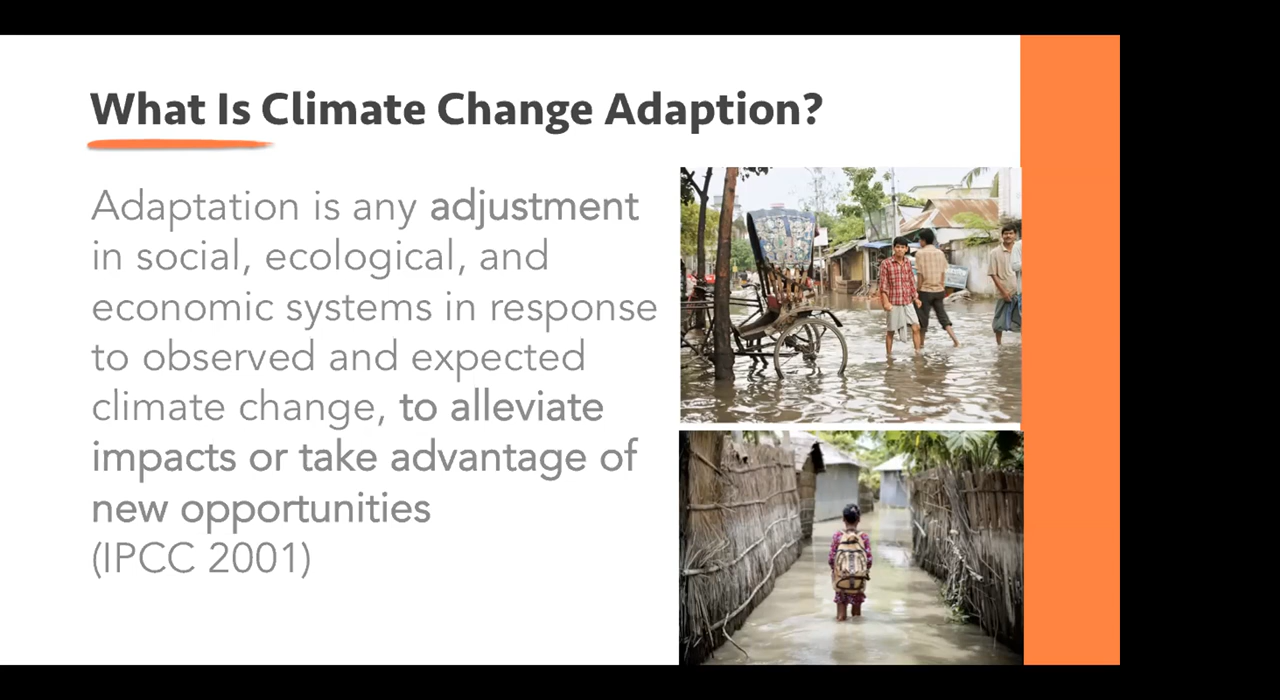 What Is Climate Change Adaption?
Adaptation is any adjustment
in social, ecological, and
economic systems in response
to observed and expected
climate change, to alleviate
impacts or take advantage of
new opportunities
(IPCC 2001)